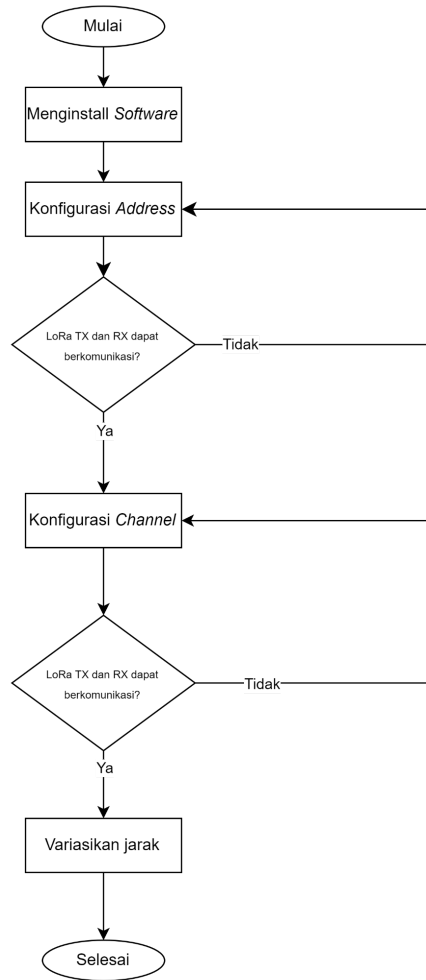 Mulai
Menginstall Software
Konfigurasi Address
LoRa TX dan RX dapat
berkomunikasi?
Tidak
Ya
Konfigurasi Channel
LoRa TX dan RX dapat
berkomunikasi?
Tidak
Ya
Variasikan jarak
Selesai